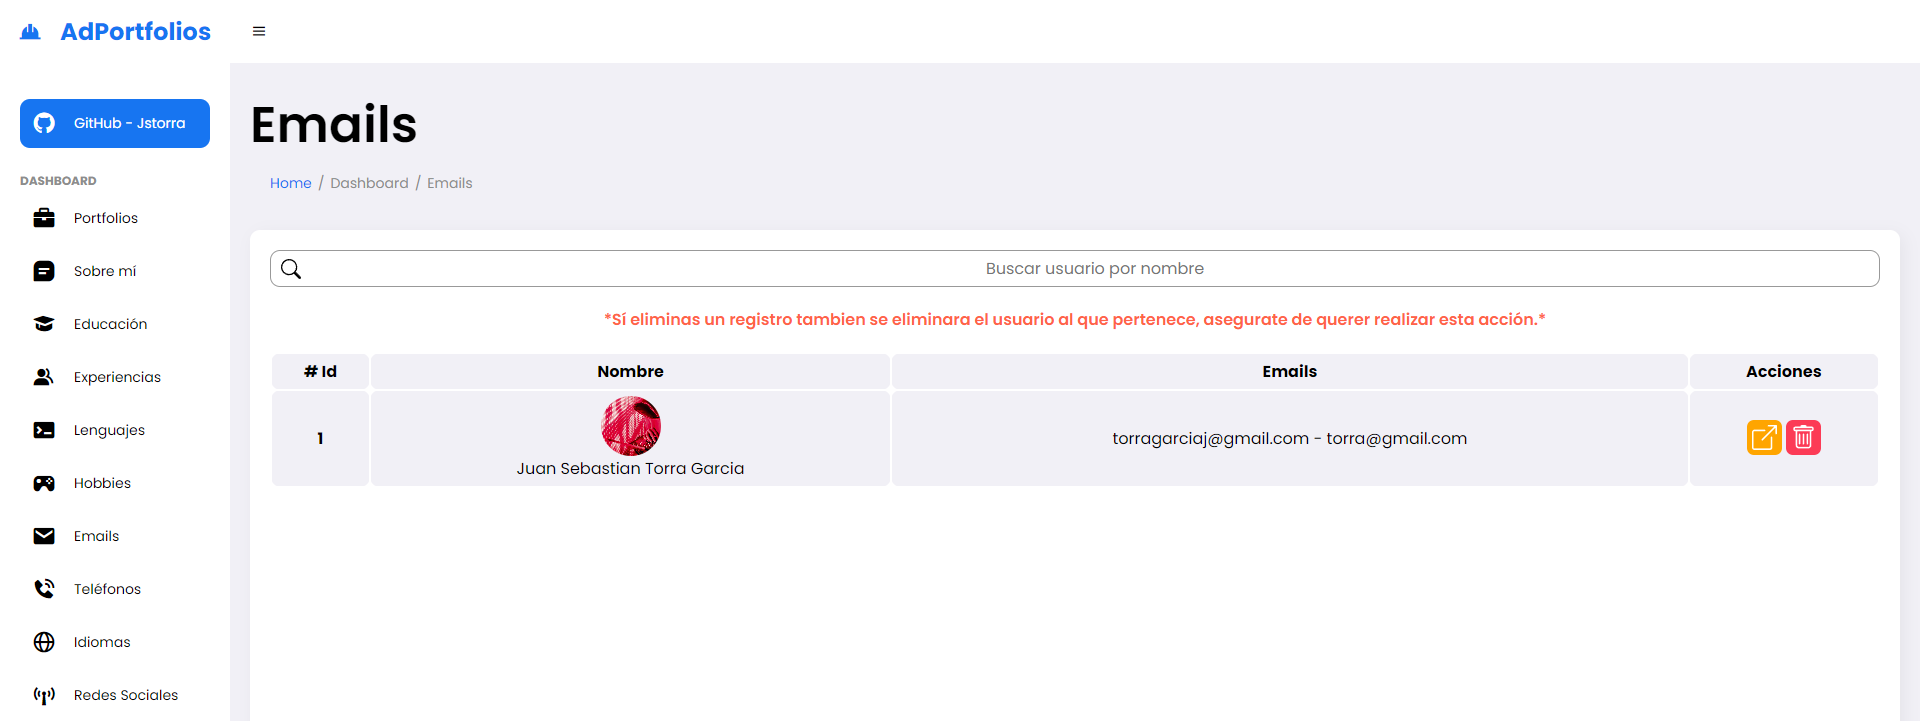 AdPortfolios
GitHub - Jstorra
DASHBOARD
Portfolios
Sobre mí
Educación
Experiencias
Lenguajes
Hobbies
Emails
Teléfonos
Idiomas
Redes Sociales
Emails
Home / Dashboard / Emails
Buscar usuario por nombre
*Sí eliminas un registro tambien se eliminara el usuario al que pertenece, asegurate de querer realizar esta acción.*
# Id Nombre Emails Acciones
1 Juan Sebastian Torra Garcia torragarciaj@gmail.com - torra@gmail.com